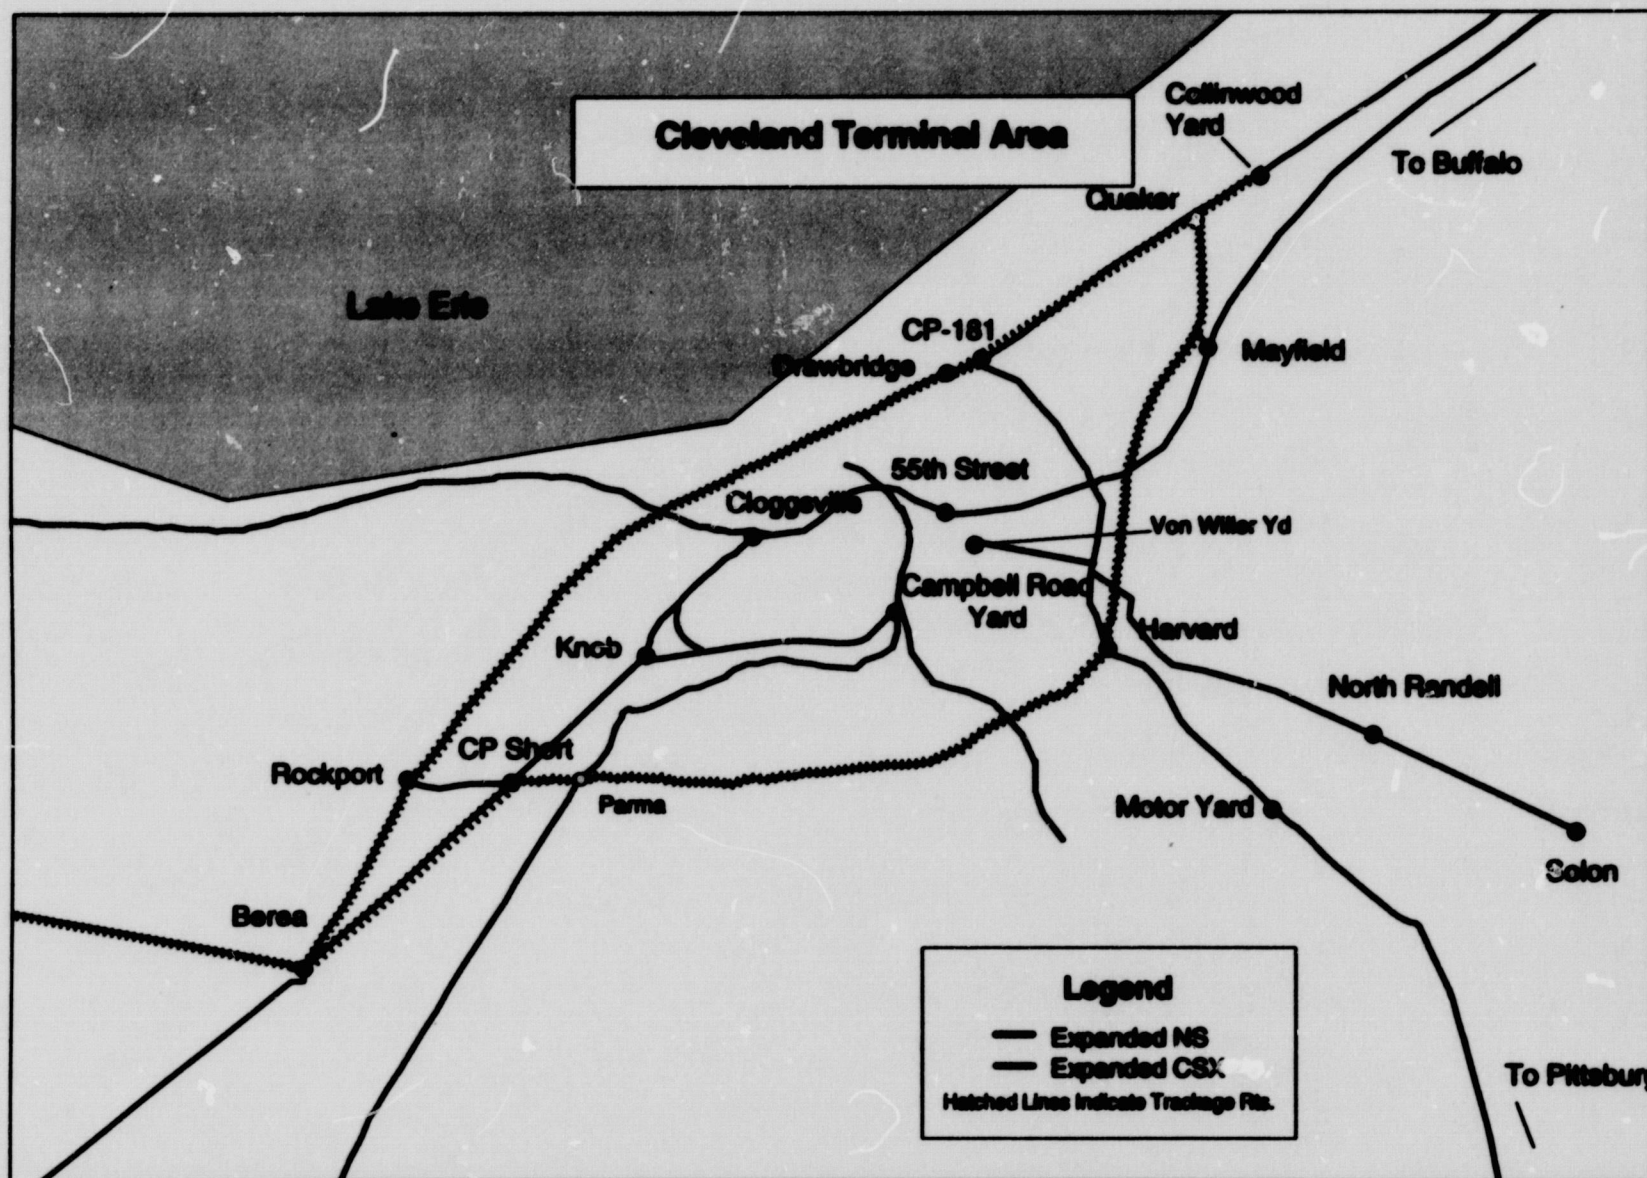 Collinwood
Yard
Cleveland Terminal Area
To Buffalo
Quaker
Lake Erie
CP-181
Mayfield
Drawbridge
55th Street
Cloggsville
Von Willer Yd
Campbell Road
Yard
Harvard
Knob
North Randell
CP Short
Rockport
Parma
Motor Yard
Solon
Berea
Legend
Expanded NS
Expanded CSX
Hatched Lines Indicate Trackage Rts.
To Pittsburg